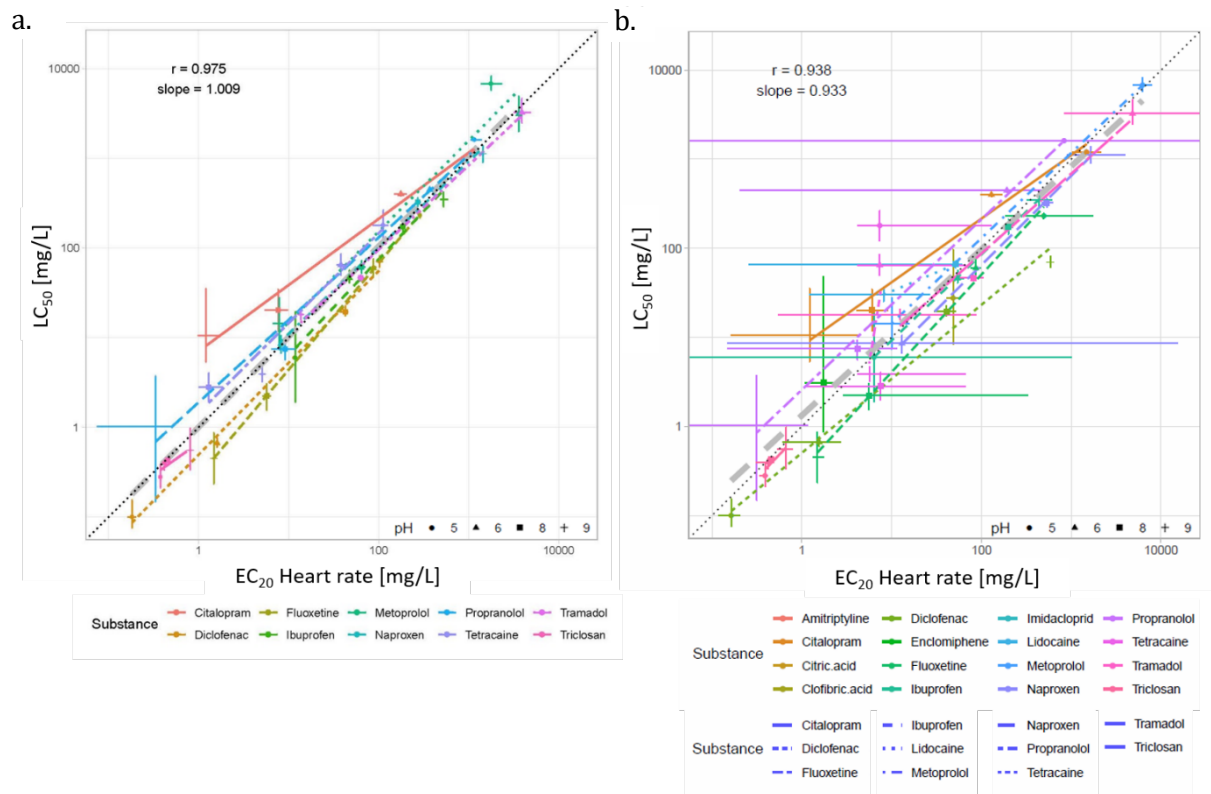 a.
r = 0.975
slope = 1.009
LC50 [mg/L]
10000
100
1
pH 5 6 8 9
1 100 10000
EC20 Heart rate [mg/L]
Substance
Citalopram Fluoxetine Metoprolol Propranolol Tramadol
Diclofenac Ibuprofen Naproxen Tetracaine Triclosan
b.
r = 0.938
slope = 0.933
LC50 [mg/L]
10000
100
1
pH 5 6 8 9
1 100 10000
EC20 Heart rate [mg/L]
Substance
Amitriptyline Diclofenac Imidacloprid Propranolol
Citalopram Enclomiphene Lidocaine Tetracaine
Citric.acid Fluoxetine Metoprolol Tramadol
Clofibric.acid Ibuprofen Naproxen Triclosan
Substance
Citalopram Ibuprofen Naproxen Tramadol
Diclofenac Lidocaine Propranolol Triclosan
Fluoxetine Metoprolol Tetracaine